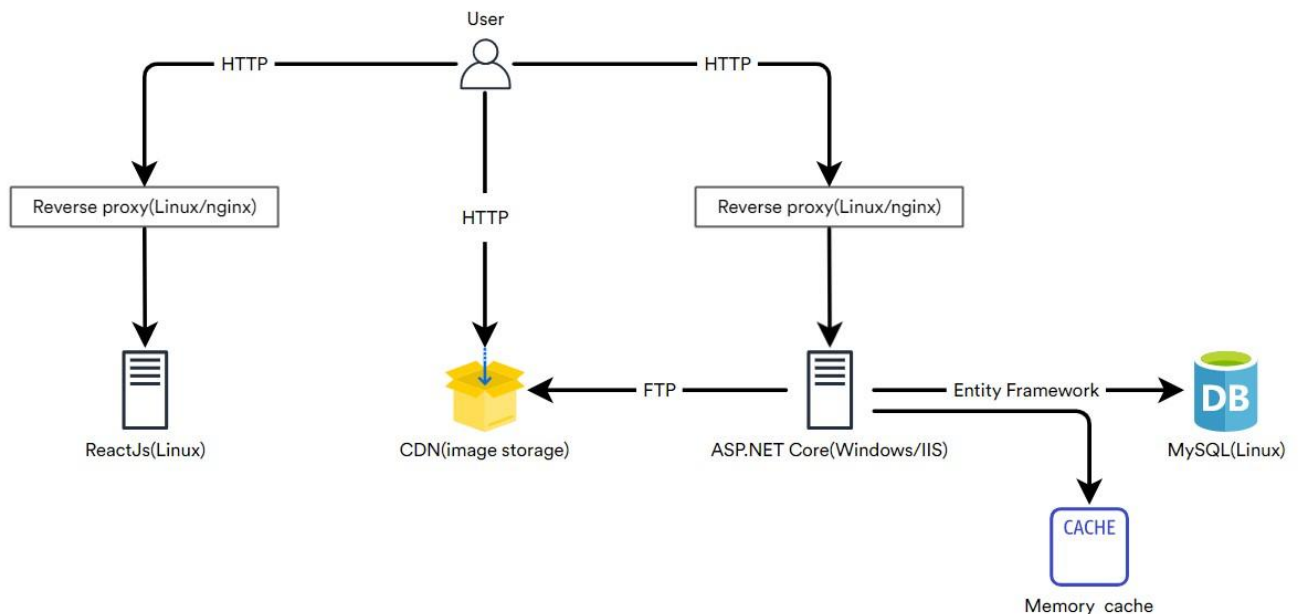 User
HTTP
HTTP
Reverse proxy(Linux/nginx)
HTTP
Reverse proxy(Linux/nginx)
FTP
Entity Framework
DB
ReactJs(Linux)
CDN(image storage)
ASP.NET Core(Windows/IIS)
MySQL(Linux)
CACHE
Memory cache